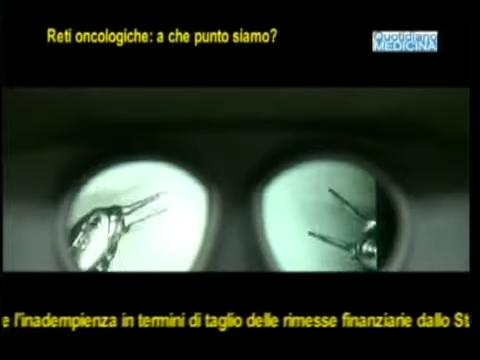 Reti oncologiche: a che punto siamo?
Quotidiano
MEDICINA
e l'inadempienza in termini di taglio delle rimesse finanziarie dallo St